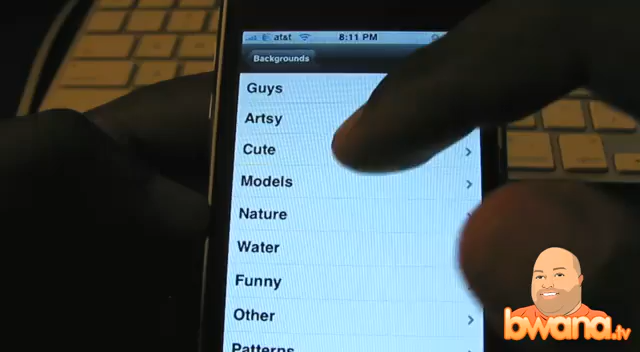 at&t 8:11 PM
Backgrounds
Guys
Artsy
Cute
Models
Nature
Water
Funny
Other
Patterns
bwana.tv